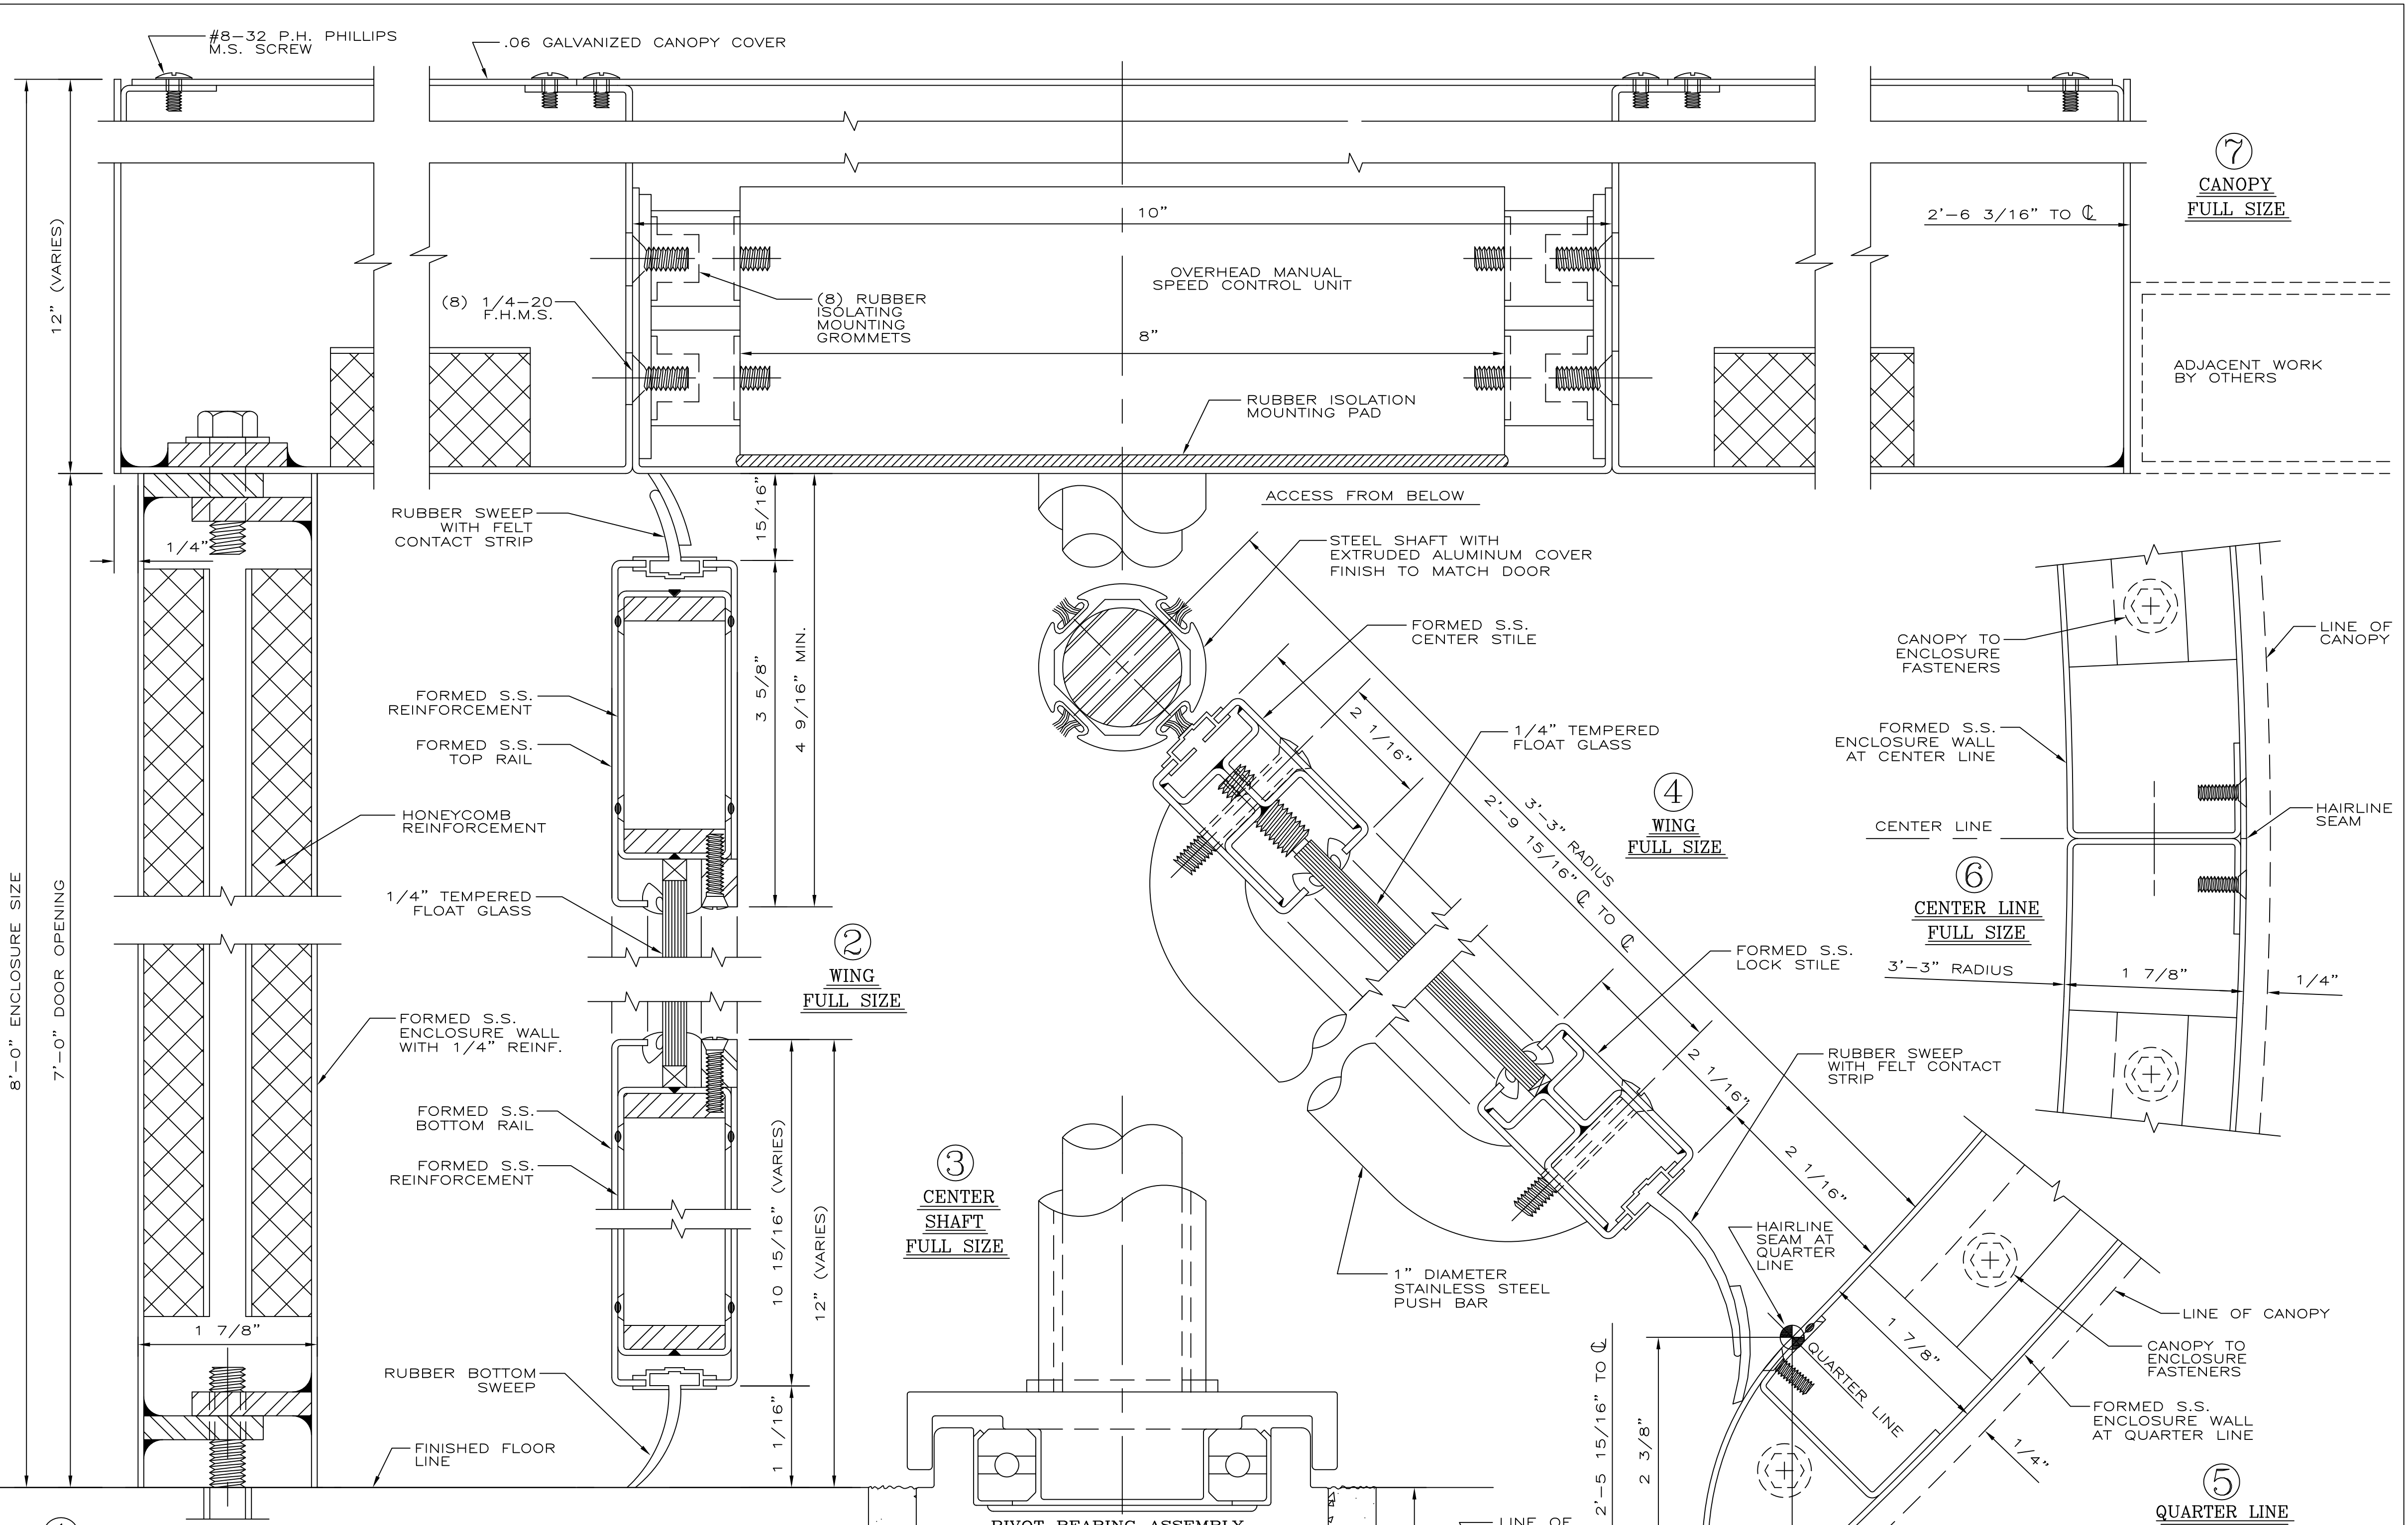 #8-32 P.H. PHILLIPS
M.S. SCREW
.06 GALVANIZED CANOPY COVER
7
CANOPY
FULL SIZE
12" (VARIES)
10"
2'-6 3/16" TO ℄
OVERHEAD MANUAL
SPEED CONTROL UNIT
(8) 1/4-20
F.H.M.S.
(8) RUBBER
ISOLATING
MOUNTING
GROMMETS
8"
ADJACENT WORK
BY OTHERS
RUBBER ISOLATION
MOUNTING PAD
ACCESS FROM BELOW
RUBBER SWEEP
WITH FELT
CONTACT STRIP
15/16"
1/4"
STEEL SHAFT WITH
EXTRUDED ALUMINUM COVER
FINISH TO MATCH DOOR
FORMED S.S.
CENTER STILE
CANOPY TO
ENCLOSURE
FASTENERS
LINE OF
CANOPY
3 5/8"
4 9/16" MIN.
FORMED S.S.
REINFORCEMENT
FORMED S.S.
TOP RAIL
2 1/16"
1/4" TEMPERED
FLOAT GLASS
FORMED S.S.
ENCLOSURE WALL
AT CENTER LINE
HONEYCOMB
REINFORCEMENT
4
WING
FULL SIZE
3'-3" RADIUS
2'-9 15/16" ℄ TO ℄
CENTER LINE
HAIRLINE
SEAM
6
CENTER LINE
FULL SIZE
8'-0" ENCLOSURE SIZE
7'-0" DOOR OPENING
1/4" TEMPERED
FLOAT GLASS
2
WING
FULL SIZE
FORMED S.S.
LOCK STILE
3'-3" RADIUS
1 7/8"
1/4"
FORMED S.S.
ENCLOSURE WALL
WITH 1/4" REINF.
2 1/16"
RUBBER SWEEP
WITH FELT CONTACT
STRIP
FORMED S.S.
BOTTOM RAIL
FORMED S.S.
REINFORCEMENT
10 15/16" (VARIES)
12" (VARIES)
3
CENTER
SHAFT
FULL SIZE
2 1/16"
HAIRLINE
SEAM AT
QUARTER
LINE
1" DIAMETER
STAINLESS STEEL
PUSH BAR
LINE OF CANOPY
1 7/8"
RUBBER BOTTOM
SWEEP
1 1/16"
1 7/8"
QUARTER LINE
CANOPY TO
ENCLOSURE
FASTENERS
2'-5 15/16" TO ℄
2 3/8"
FORMED S.S.
ENCLOSURE WALL
AT QUARTER LINE
1/4"
FINISHED FLOOR
LINE
5
QUARTER LINE
PIVOT BEARING ASSEMBLY
LINE OF